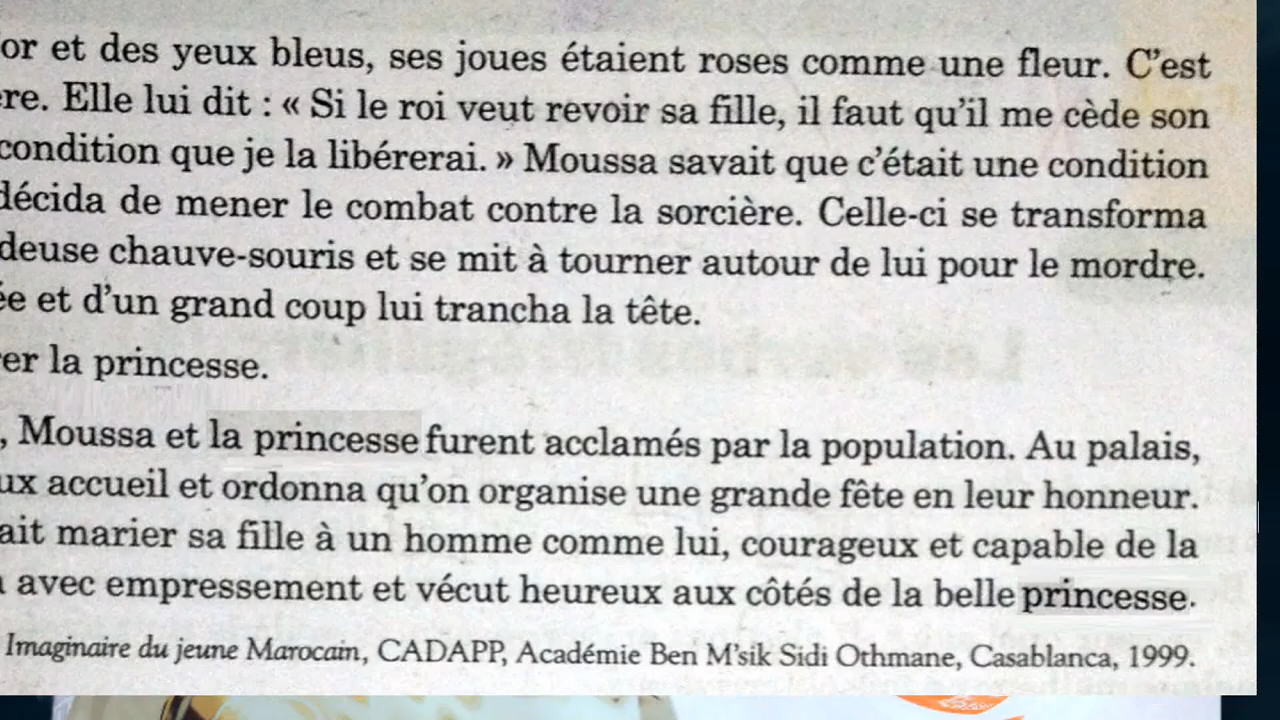 or et des yeux bleus, ses joues étaient roses comme une fleur. C'est
re. Elle lui dit : « Si le roi veut revoir sa fille, il faut qu'il me cède son
condition que je la libérerai. » Moussa savait que c'était une condition
décida de mener le combat contre la sorcière. Celle-ci se transforma
deuse chauve-souris et se mit à tourner autour de lui pour le mordre.
ée et d'un grand coup lui trancha la tête.
er la princesse.
, Moussa et la princesse furent acclamés par la population. Au palais,
ux accueil et ordonna qu'on organise une grande fête en leur honneur.
ait marier sa fille à un homme comme lui, courageux et capable de la
avec empressement et vécut heureux aux côtés de la belle princesse.
Imaginaire du jeune Marocain, CADAPP, Académie Ben M'sik Sidi Othmane, Casablanca, 1999.